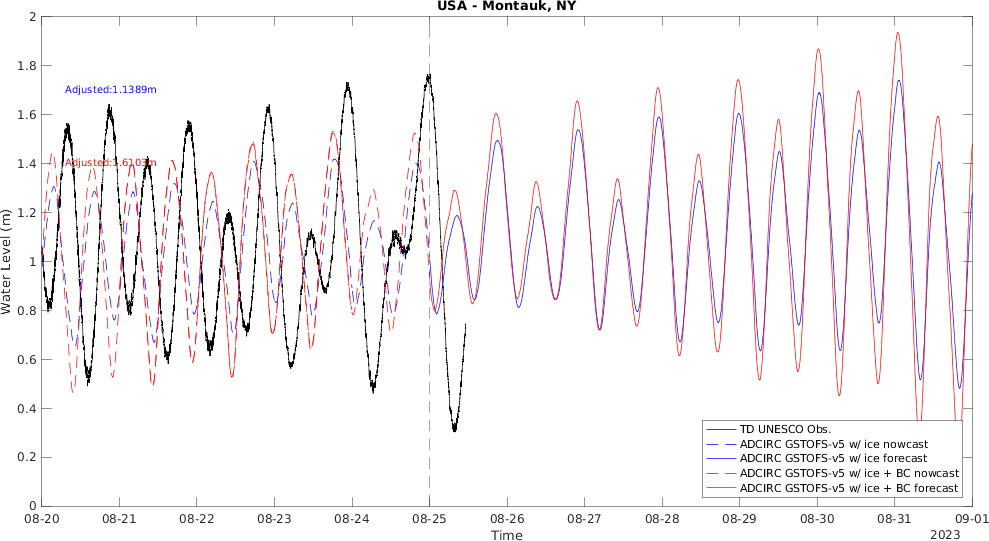 USA - Montauk, NY
2
1.8
1.6
1.4
1.2
1
0.8
0.6
0.4
0.2
0
Water Level (m)
Adjusted:1.1389m
Adjusted:1.6103m
TD UNESCO Obs.
ADCIRC GSTOFS-v5 w/ ice nowcast
ADCIRC GSTOFS-v5 w/ ice forecast
ADCIRC GSTOFS-v5 w/ ice + BC nowcast
ADCIRC GSTOFS-v5 w/ ice + BC forecast
08-20 08-21 08-22 08-23 08-24 08-25 08-26 08-27 08-28 08-29 08-30 08-31 09-01
Time
2023